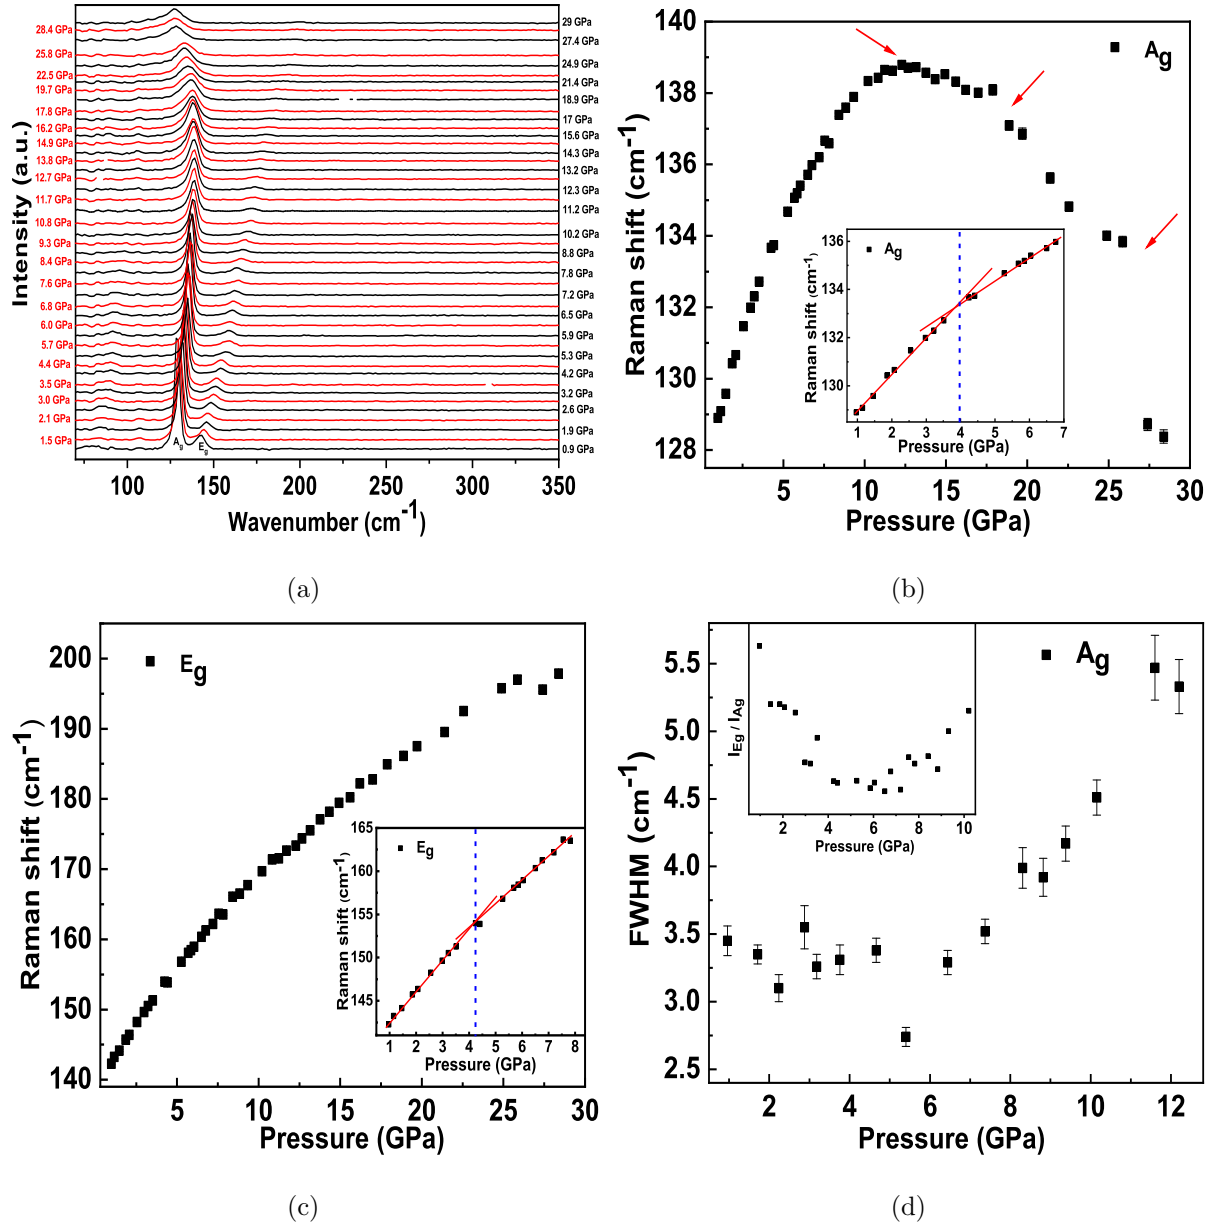 28.4 GPa
25.8 GPa
22.5 GPa
19.7 GPa
17.8 GPa
16.2 GPa
14.9 GPa
13.8 GPa
12.7 GPa
11.7 GPa
10.8 GPa
9.3 GPa
8.4 GPa
7.6 GPa
6.8 GPa
6.0 GPa
5.7 GPa
4.4 GPa
3.5 GPa
3.0 GPa
2.1 GPa
1.5 GPa
29 GPa
27.4 GPa
24.9 GPa
21.4 GPa
18.9 GPa
17 GPa
15.6 GPa
14.3 GPa
13.2 GPa
12.3 GPa
11.2 GPa
10.2 GPa
8.8 GPa
7.8 GPa
7.2 GPa
6.5 GPa
5.9 GPa
5.3 GPa
4.2 GPa
3.2 GPa
2.6 GPa
1.9 GPa
0.9 GPa
Intensity (a.u.)
Ag Eg
100 150 200 250 300 350
Wavenumber (cm-1)
(a)
140
138
136
134
132
130
128
Raman shift (cm-1)
Ag
5 10 15 20 25 30
Pressure (GPa)
136
134
132
130
Raman shift (cm-1)
Ag
1 2 3 4 5 6 7
Pressure (GPa)
(b)
200
195
190
185
180
175
170
165
160
155
150
145
140
Raman shift (cm-1)
Eg
5 10 15 20 25 30
Pressure (GPa)
165
160
155
150
145
Raman shift (cm-1)
Eg
1 2 3 4 5 6 7 8
Pressure (GPa)
(c)
5.5
5.0
4.5
4.0
3.5
3.0
2.5
FWHM (cm-1)
Ag
2 4 6 8 10 12
Pressure (GPa)
IEg / IAg
2 4 6 8 10
Pressure (GPa)
(d)